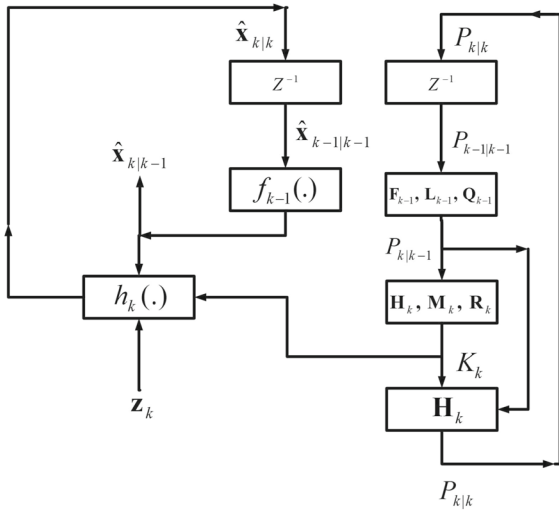 x̂ₖ|ₖ
Z⁻¹
x̂ₖ₋₁|ₖ₋₁
x̂ₖ|ₖ₋₁
fₖ₋₁(.)
hₖ(.)
zₖ
Pₖ|ₖ
Z⁻¹
Pₖ₋₁|ₖ₋₁
Fₖ₋₁, Lₖ₋₁, Qₖ₋₁
Pₖ|ₖ₋₁
Hₖ, Mₖ, Rₖ
Kₖ
Hₖ
Pₖ|ₖ